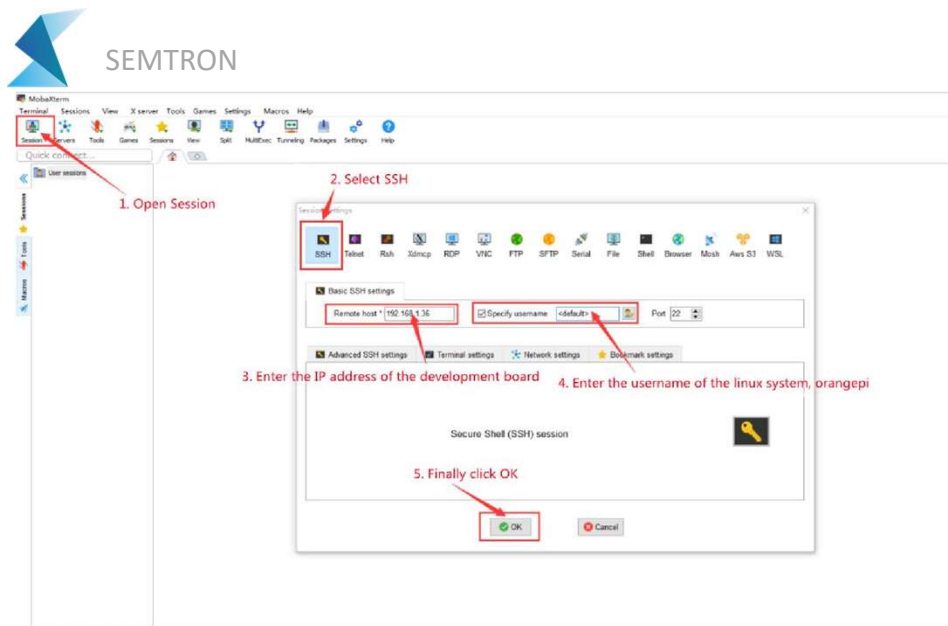 SEMTRON
MobaXterm
Terminal Sessions View X server Tools Games Settings Macros Help
Session Servers Tools Games Sessions View Split MultiExec Tunneling Packages Settings Help
Quick connect...
User sessions
Sessions
Tools
Macros
1. Open Session
2. Select SSH
Session settings
SSH Telnet Rsh Xdmcp RDP VNC FTP SFTP Serial File Shell Browser Mosh Aws S3 WSL
Basic SSH settings
Remote host * 192.168.1.36 Specify username <default> Port 22
Advanced SSH settings Terminal settings Network settings Bookmark settings
3. Enter the IP address of the development board
4. Enter the username of the linux system, orangepi
Secure Shell (SSH) session
5. Finally click OK
OK Cancel